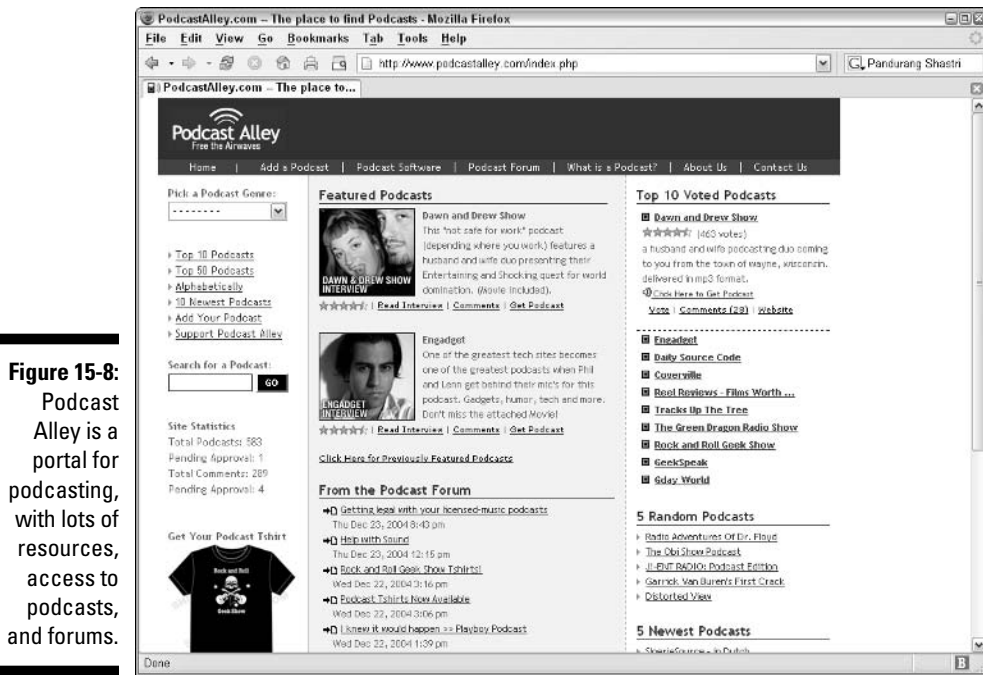 PodcastAlley.com – The place to find Podcasts - Mozilla Firefox
File Edit View Go Bookmarks Tab Tools Help
http://www.podcastalley.com/index.php
G Pandurang Shastri
PodcastAlley.com – The place to...
Podcast Alley
Free the Airwaves
Home | Add a Podcast | Podcast Software | Podcast Forum | What is a Podcast? | About Us | Contact Us
Pick a Podcast Genre:
--------
Top 10 Podcasts
Top 50 Podcasts
Alphabetically
10 Newest Podcasts
Add Your Podcast
Support Podcast Alley
Search for a Podcast:
GO
Site Statistics
Total Podcasts: 583
Pending Approval: 1
Total Comments: 289
Pending Approval: 4
Get Your Podcast Tshirt
Rock and Roll
Geek Show
Featured Podcasts
DAWN & DREW SHOW
INTERVIEW
Dawn and Drew Show
This "not safe for work" podcast
(depending where you work) features a
husband and wife duo presenting their
Entertaining and Shocking quest for world
domination. (Movie Included).
| Read Interview | Comments | Get Podcast
ENGADGET
INTERVIEW
Engadget
One of the greatest tech sites becomes
one of the greatest podcasts when Phil
and Lenn get behind their mic's for this
podcast. Gadgets, humor, tech and more.
Don't miss the attached Movie!
| Read Interview | Comments | Get Podcast
Click Here for Previously Featured Podcasts
From the Podcast Forum
Getting legal with your licensed-music podcasts
Thu Dec 23, 2004 8:43 pm
Help with Sound
Thu Dec 23, 2004 12:15 pm
Rock and Roll Geek Show Tshirts!
Wed Dec 22, 2004 3:16 pm
Podcast Tshirts Now Available
Wed Dec 22, 2004 3:06 pm
I knew it would happen >> Playboy Podcast
Wed Dec 22, 2004 1:39 pm
Top 10 Voted Podcasts
Dawn and Drew Show
(463 votes)
a husband and wife podcasting duo coming
to you from the town of wayne, wisconsin.
delivered in mp3 format.
Click Here to Get Podcast
Vote | Comments (28) | Website
Engadget
Daily Source Code
Coverville
Reel Reviews - Films Worth ...
Tracks Up The Tree
The Green Dragon Radio Show
Rock and Roll Geek Show
GeekSpeak
Gday World
5 Random Podcasts
Radio Adventures Of Dr. Floyd
The Obi Show Podcast
J!-ENT RADIO: Podcast Edition
Garrick Van Buren's First Crack
Distorted View
5 Newest Podcasts
- In Dutch
Done
B
Figure 15-8:
Podcast
Alley is a
portal for
podcasting,
with lots of
resources,
access to
podcasts,
and forums.